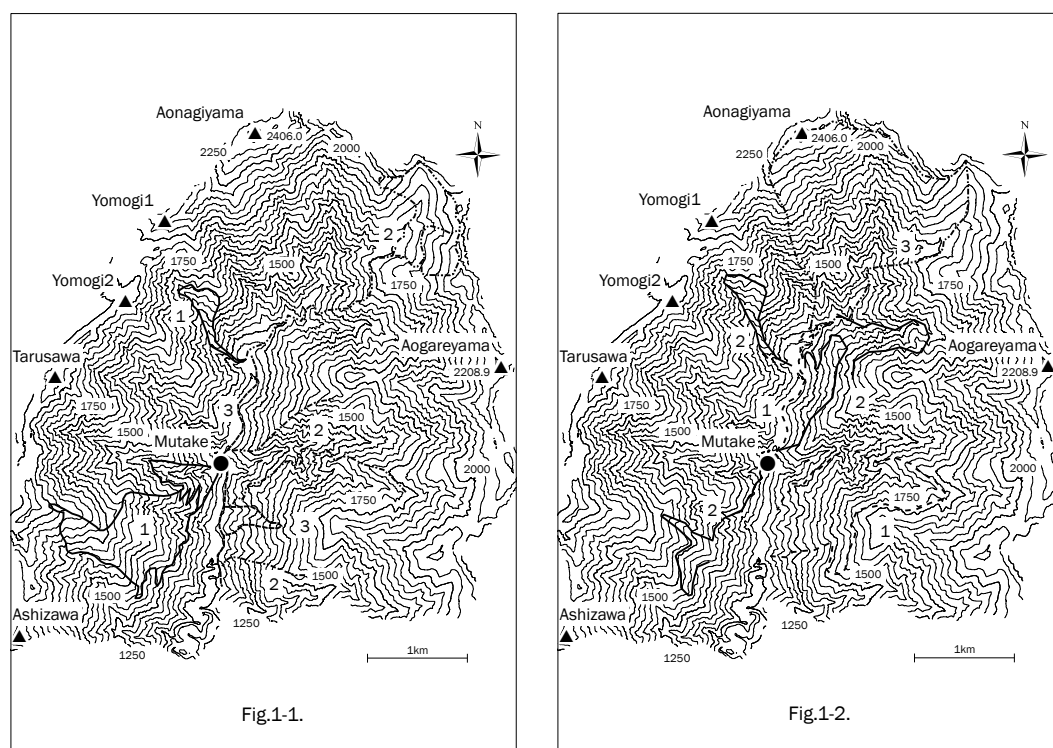 Aonagiyama
2406.0
N
2250
2000
Yomogi1
2
1750
1500
1750
Yomogi2
1
Aogareyama
Tarusawa
2208.9
1750
3
1500
2
1500
Mutake
2000
1750
1
3
1500
2
1500
Ashizawa
1250
1250
1km
Fig.1-1.
Aonagiyama
2406.0
N
2250
2000
Yomogi1
3
1750
1500
1750
Yomogi2
2
Aogareyama
Tarusawa
2208.9
1750
1
2
1500
1500
Mutake
2000
1750
2
1
1500
1500
Ashizawa
1250
1250
1km
Fig.1-2.